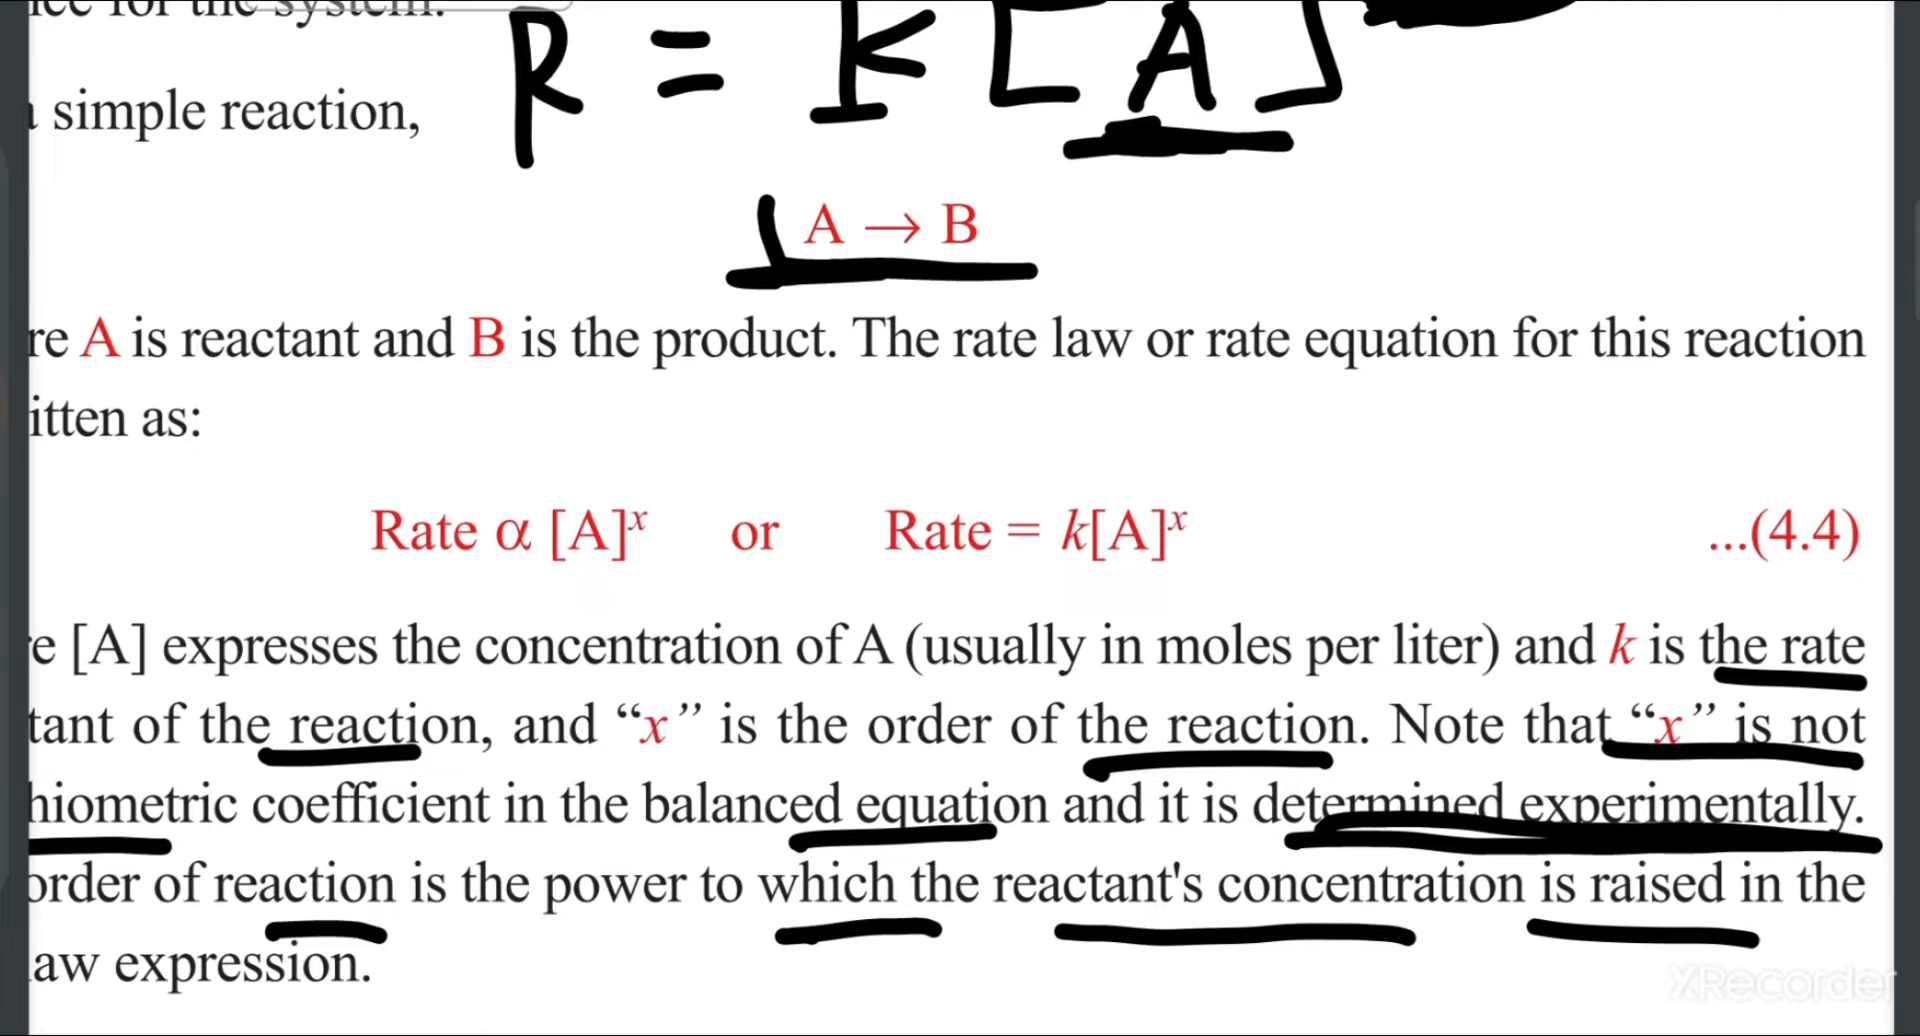 R = k [A]
simple reaction,
A → B
re A is reactant and B is the product. The rate law or rate equation for this reaction
itten as:
Rate α [A]ˣ or Rate = k[A]ˣ ...(4.4)
e [A] expresses the concentration of A (usually in moles per liter) and k is the rate
tant of the reaction, and “x” is the order of the reaction. Note that “x” is not
hiometric coefficient in the balanced equation and it is determined experimentally.
order of reaction is the power to which the reactant's concentration is raised in the
aw expression.
XRecorder